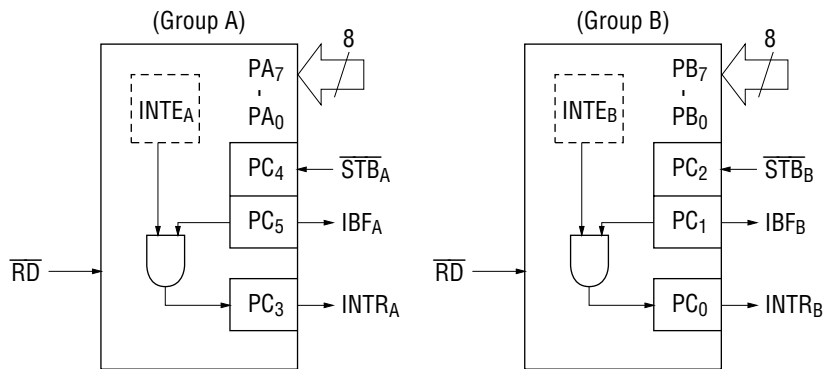 (Group A)
8
PA7
PA0
INTEA
PC4
STBA
PC5
IBFA
RD
PC3
INTRA
(Group B)
8
PB7
PB0
INTEB
PC2
STBB
PC1
IBFB
RD
PC0
INTRB